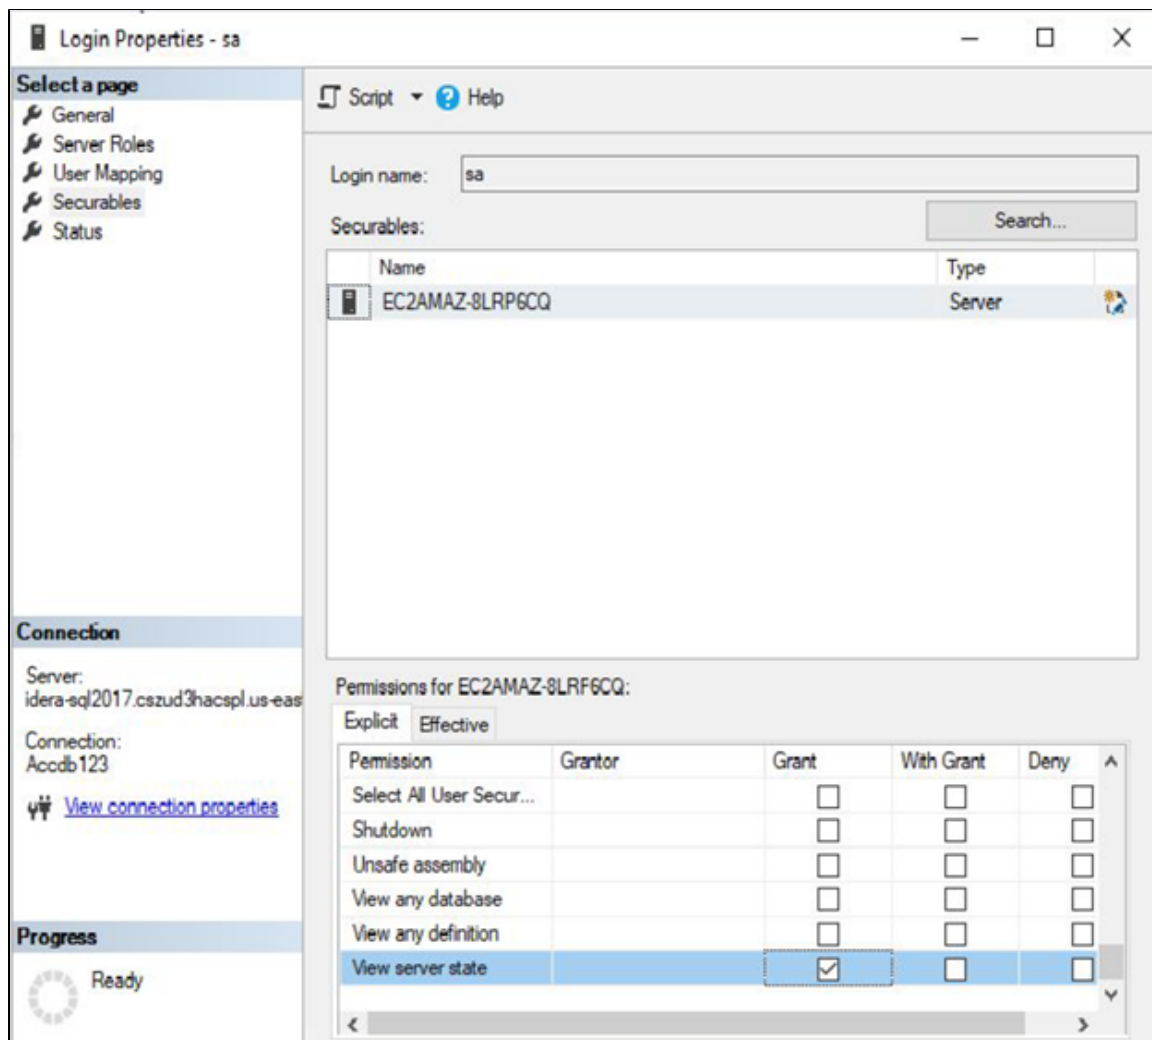 Login Properties - sa
Select a page
General
Server Roles
User Mapping
Securables
Status
Script
Help
Login name: sa
Securables:
Search...
Name Type
EC2AMAZ-8LRP6CQ Server
Connection
Server:
idera-sql2017.cszud3hacspl.us-eas
Connection:
Accdb123
View connection properties
Progress
Ready
Permissions for EC2AMAZ-8LRF6CQ:
Explicit Effective
Permission Grantor Grant With Grant Deny
Select All User Secur...
Shutdown
Unsafe assembly
View any database
View any definition
View server state